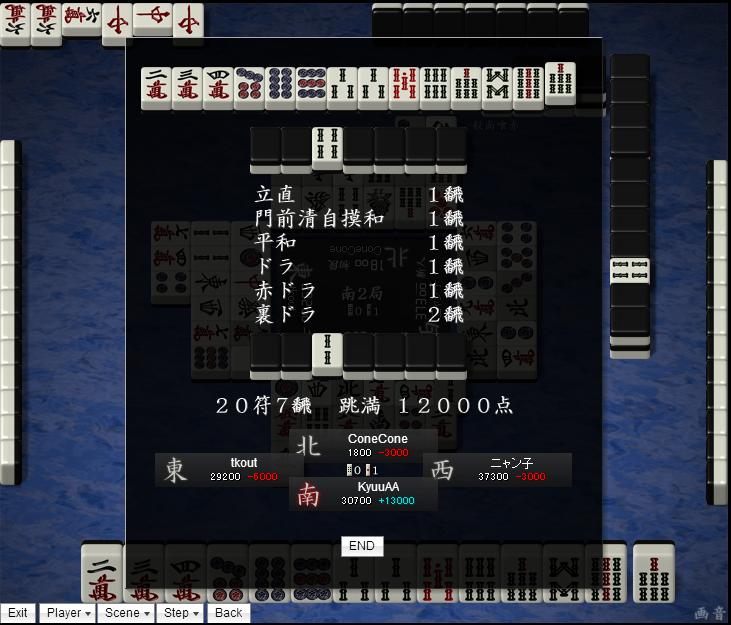 立直 1飜
門前清自摸和 1飜
平和 1飜
ドラ 1飜
赤ドラ 1飜
裏ドラ 2飜
20符7飜 跳満 12000点
北 ConeCone
1800 -3000
東 tkout
29200 -6000
0 1
西 ニャン子
37300 -3000
南 KyuuAA
30700 +13000
END
Exit Player Scene Step Back
画音